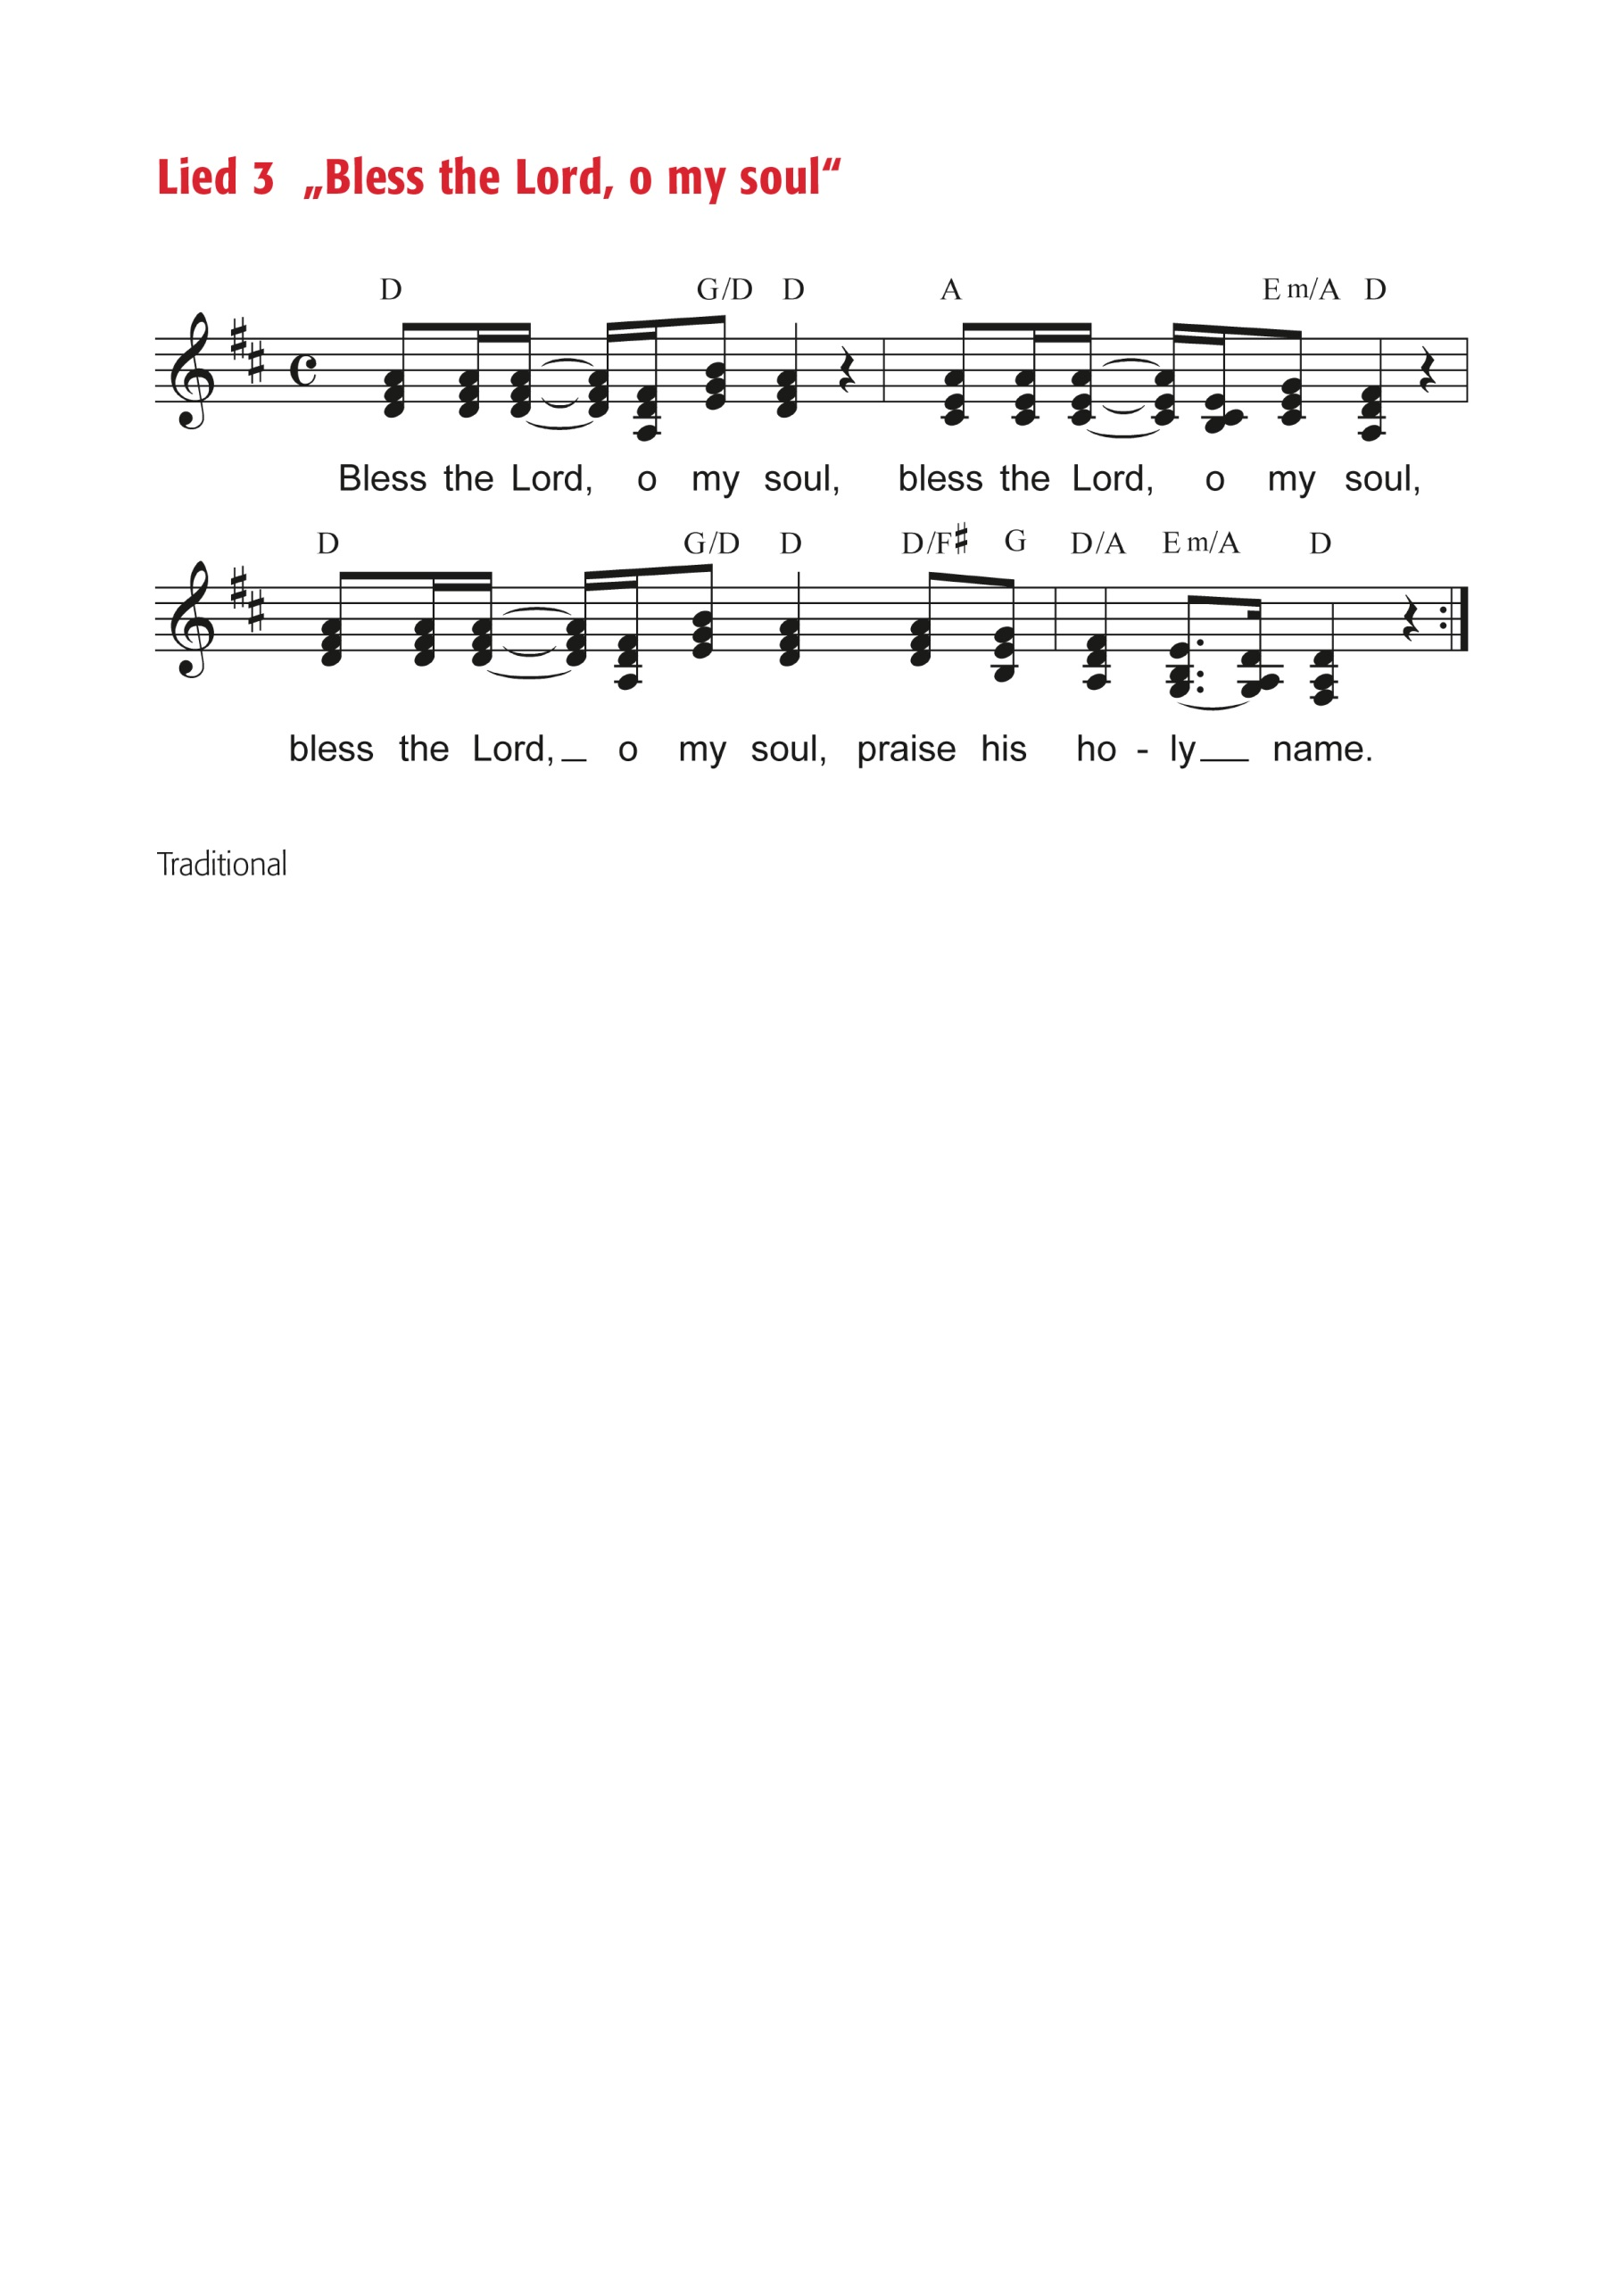 Lied 3 „Bless the Lord, o my soul“
D G/D D A Em/A D
Bless the Lord, o my soul, bless the Lord, o my soul,
D G/D D D/F♯ G D/A Em/A D
bless the Lord,_ o my soul, praise his ho - ly__ name.
Traditional